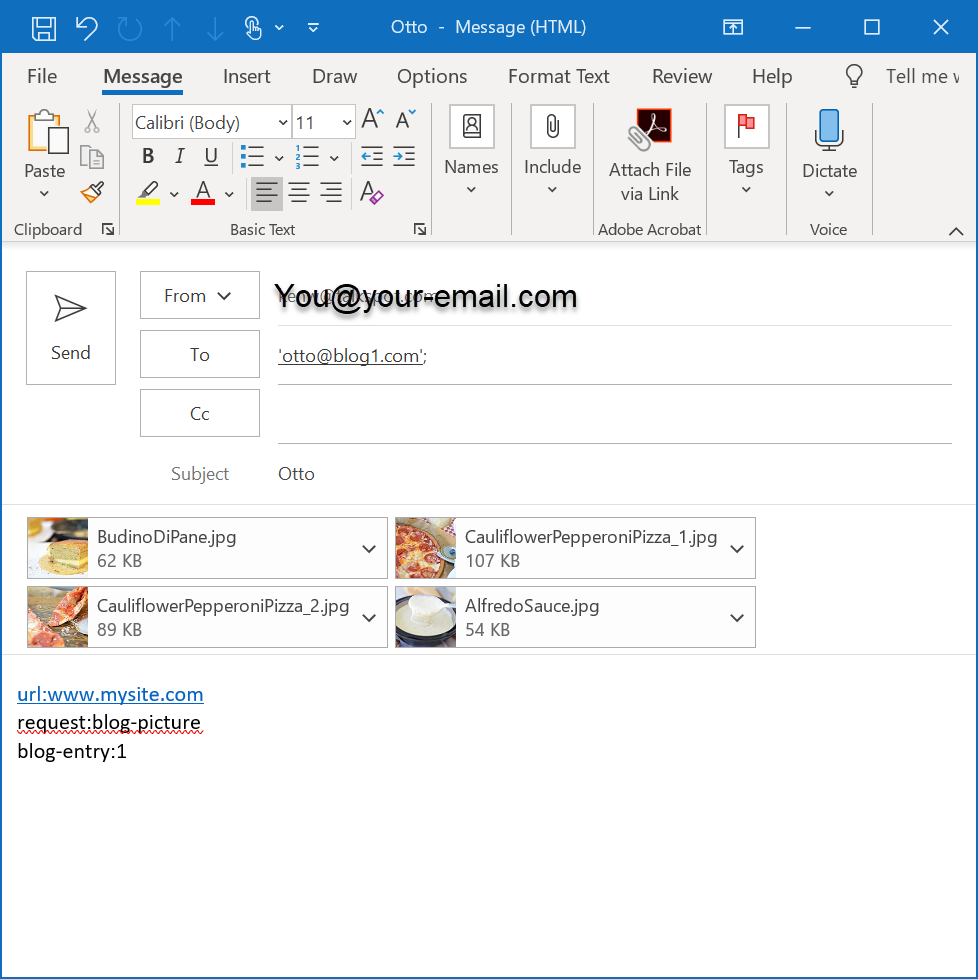 Otto - Message (HTML)
File Message Insert Draw Options Format Text Review Help Tell me
Calibri (Body) 11
Paste
B I U
A
Names
Include
Attach File
via Link
Tags
Dictate
Clipboard Basic Text Adobe Acrobat Voice
From You@your-email.com
Send
To 'otto@blog1.com';
Cc
Subject Otto
BudinoDiPane.jpg
62 KB
CauliflowerPepperoniPizza_1.jpg
107 KB
CauliflowerPepperoniPizza_2.jpg
89 KB
AlfredoSauce.jpg
54 KB
url:www.mysite.com
request:blog-picture
blog-entry:1